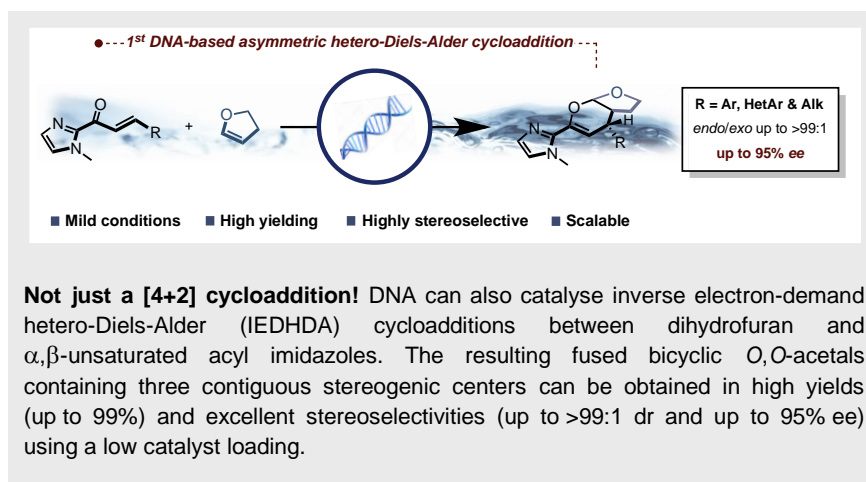 1st DNA-based asymmetric hetero-Diels-Alder cycloaddition
O
N
N
R
+
O
O
O
H
N
N
R
R = Ar, HetAr & Alk
endo/exo up to >99:1
up to 95% ee
■ Mild conditions ■ High yielding ■ Highly stereoselective ■ Scalable
Not just a [4+2] cycloaddition! DNA can also catalyse inverse electron-demand
hetero-Diels-Alder (IEDHDA) cycloadditions between dihydrofuran and
α,β-unsaturated acyl imidazoles. The resulting fused bicyclic O,O-acetals
containing three contiguous stereogenic centers can be obtained in high yields
(up to 99%) and excellent stereoselectivities (up to >99:1 dr and up to 95% ee)
using a low catalyst loading.